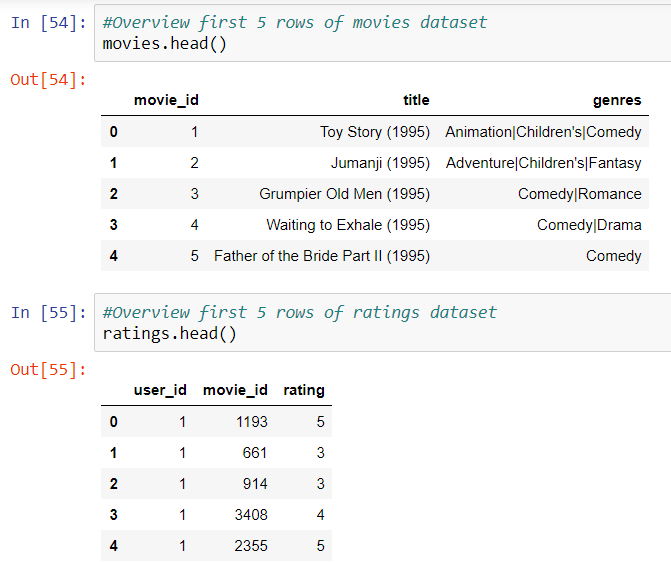 In [54]: #Overview first 5 rows of movies dataset
movies.head()
Out[54]:
movie_id title genres
0 1 Toy Story (1995) Animation|Children's|Comedy
1 2 Jumanji (1995) Adventure|Children's|Fantasy
2 3 Grumpier Old Men (1995) Comedy|Romance
3 4 Waiting to Exhale (1995) Comedy|Drama
4 5 Father of the Bride Part II (1995) Comedy
In [55]: #Overview first 5 rows of ratings dataset
ratings.head()
Out[55]:
user_id movie_id rating
0 1 1193 5
1 1 661 3
2 1 914 3
3 1 3408 4
4 1 2355 5